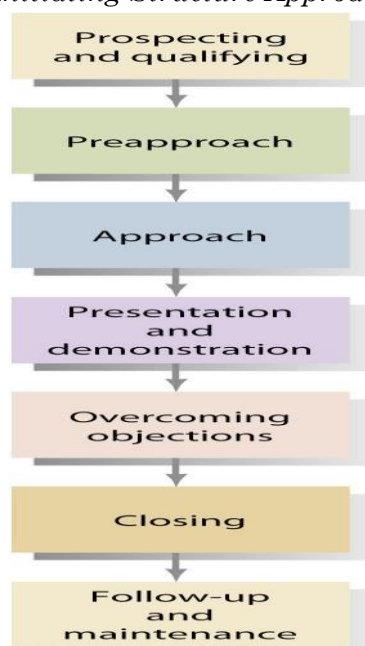 Prospecting
and qualifying
Preapproach
Approach
Presentation
and
demonstration
Overcoming
objections
Closing
Follow-up
and
maintenance